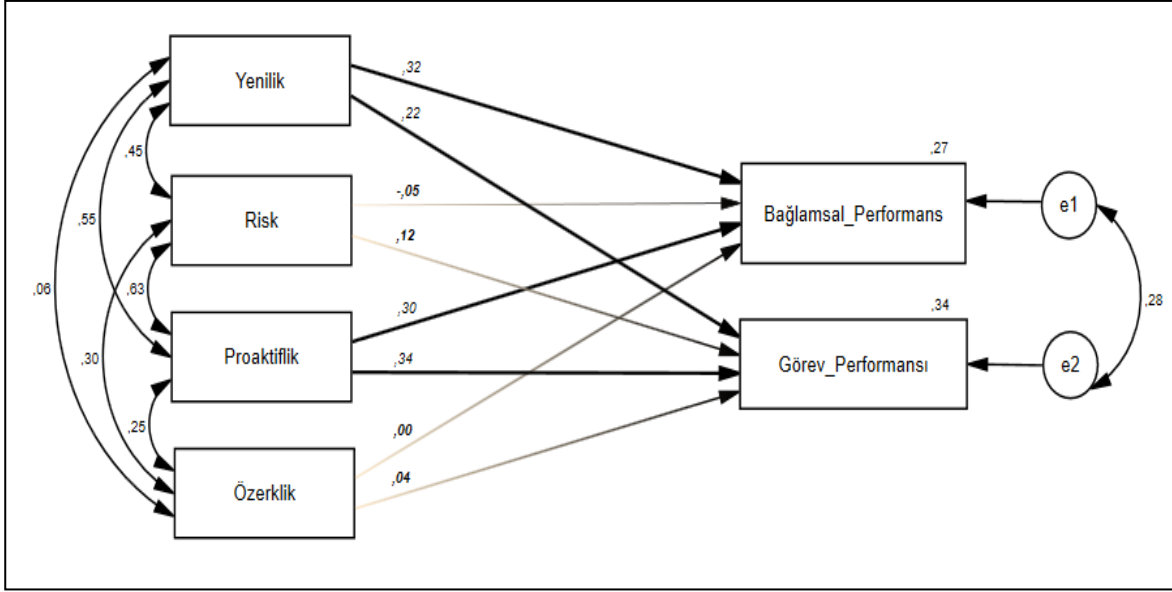 Yenilik
,32
,22
,27
,45
Bağlamsal_Performans
e1
-,05
Risk
,12
,55
,06
,63
,28
,30
,30
,34
Proaktiflik
,34
Görev_Performansı
e2
,25
,00
,04
Özerklik